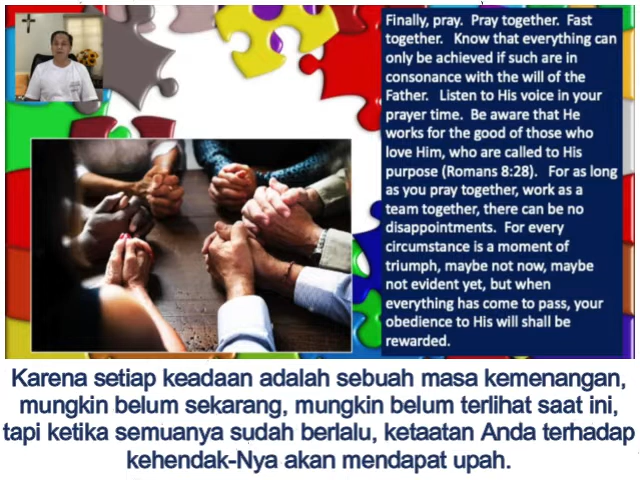 Finally, pray.  Pray together.  Fast
together.   Know that everything can
only be achieved if such are in
consonance with the will of the
Father.   Listen to His voice in your
prayer time.  Be aware that He
works for the good of those who
love Him, who are called to His
purpose (Romans 8:28).   For as long
as you pray together, work as a
team together, there can be no
disappointments.  For every
circumstance is a moment of
triumph, maybe not now, maybe
not evident yet, but when
everything has come to pass, your
obedience to His will shall be
rewarded.
Karena setiap keadaan adalah sebuah masa kemenangan,
mungkin belum sekarang, mungkin belum terlihat saat ini,
tapi ketika semuanya sudah berlalu, ketaatan Anda terhadap
kehendak-Nya akan mendapat upah.